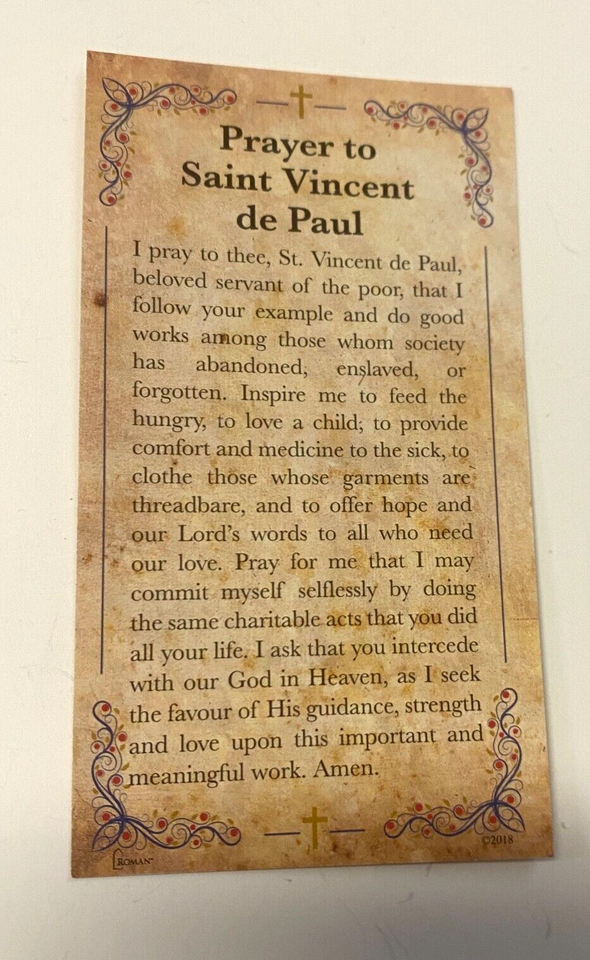 Prayer to
Saint Vincent
de Paul
I pray to thee, St. Vincent de Paul,
beloved servant of the poor, that I
follow your example and do good
works among those whom society
has abandoned, enslaved, or
forgotten. Inspire me to feed the
hungry, to love a child; to provide
comfort and medicine to the sick, to
clothe those whose garments are
threadbare, and to offer hope and
our Lord's words to all who need
our love. Pray for me that I may
commit myself selflessly by doing
the same charitable acts that you did
all your life. I ask that you intercede
with our God in Heaven, as I seek
the favour of His guidance, strength
and love upon this important and
meaningful work. Amen.
©2018
ROMAN